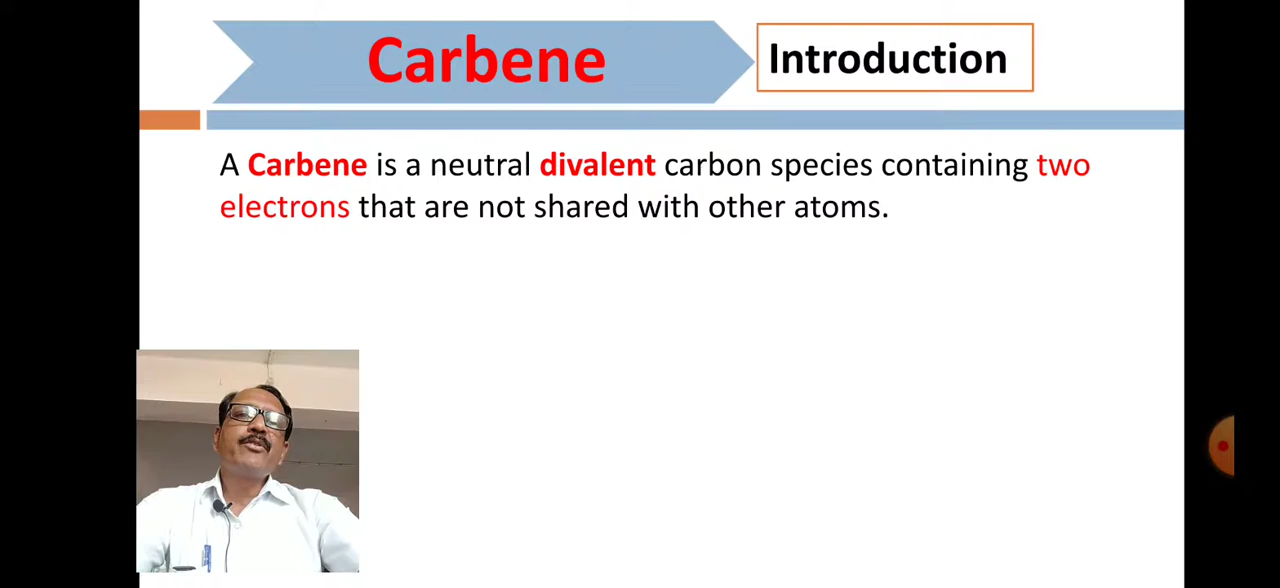 Carbene
Introduction
A Carbene is a neutral divalent carbon species containing two
electrons that are not shared with other atoms.